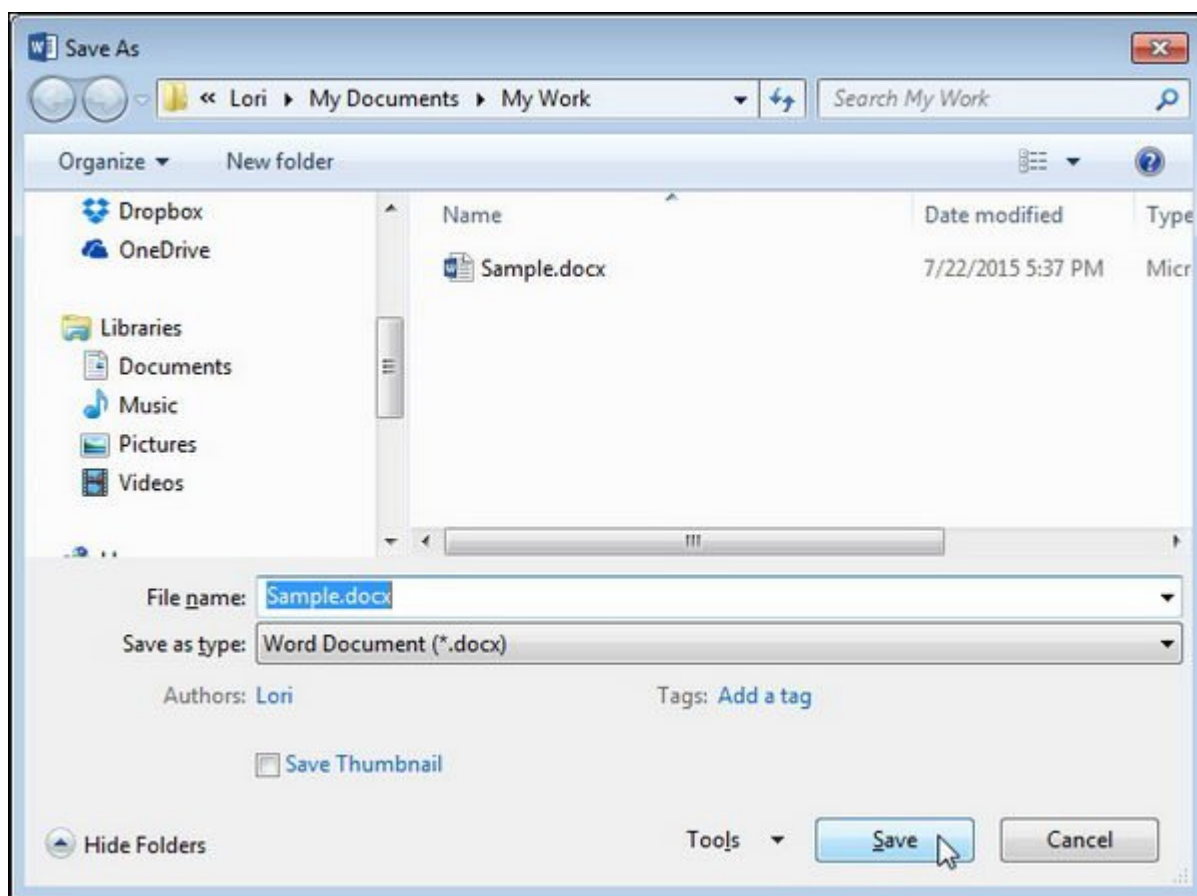 Save As
« Lori ▸ My Documents ▸ My Work
Search My Work
Organize
New folder
Dropbox
OneDrive
Libraries
Documents
Music
Pictures
Videos
Name
Date modified
Type
Sample.docx
7/22/2015 5:37 PM
Micr
File name: Sample.docx
Save as type: Word Document (*.docx)
Authors: Lori
Tags: Add a tag
Save Thumbnail
Hide Folders
Tools
Save
Cancel